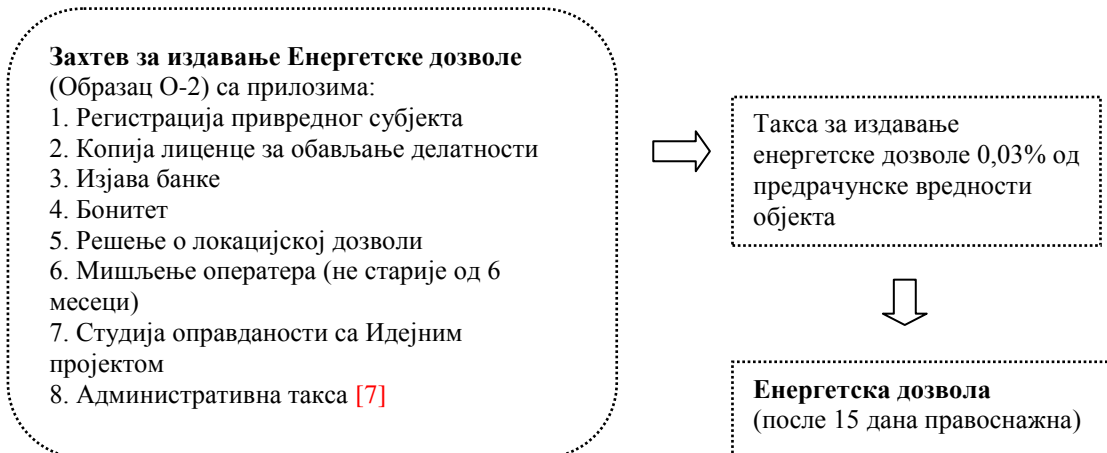 Захтев за издавање Енергетске дозволе
(Образац О-2) са прилозима:
1. Регистрација привредног субјекта
2. Копија лиценце за обављање делатности
3. Изјава банке
4. Бонитет
5. Решење о локацијској дозволи
6. Мишљење оператера (не старије од 6
месеци)
7. Студија оправданости са Идејним
пројектом
8. Административна такса [7]
Такса за издавање
енергетске дозволе 0,03% од
предрачунске вредности
објекта
Енергетска дозвола
(после 15 дана правоснажна)